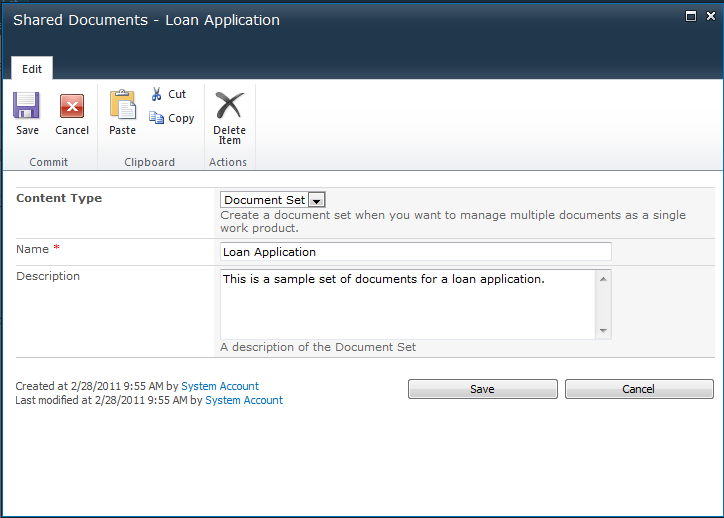 Shared Documents - Loan Application
Edit
Save
Cancel
Paste
Cut
Copy
Delete
Item
Commit
Clipboard
Actions
Content Type
Document Set
Create a document set when you want to manage multiple documents as a single
work product.
Name *
Loan Application
Description
This is a sample set of documents for a loan application.
A description of the Document Set
Created at 2/28/2011 9:55 AM by System Account
Last modified at 2/28/2011 9:55 AM by System Account
Save
Cancel